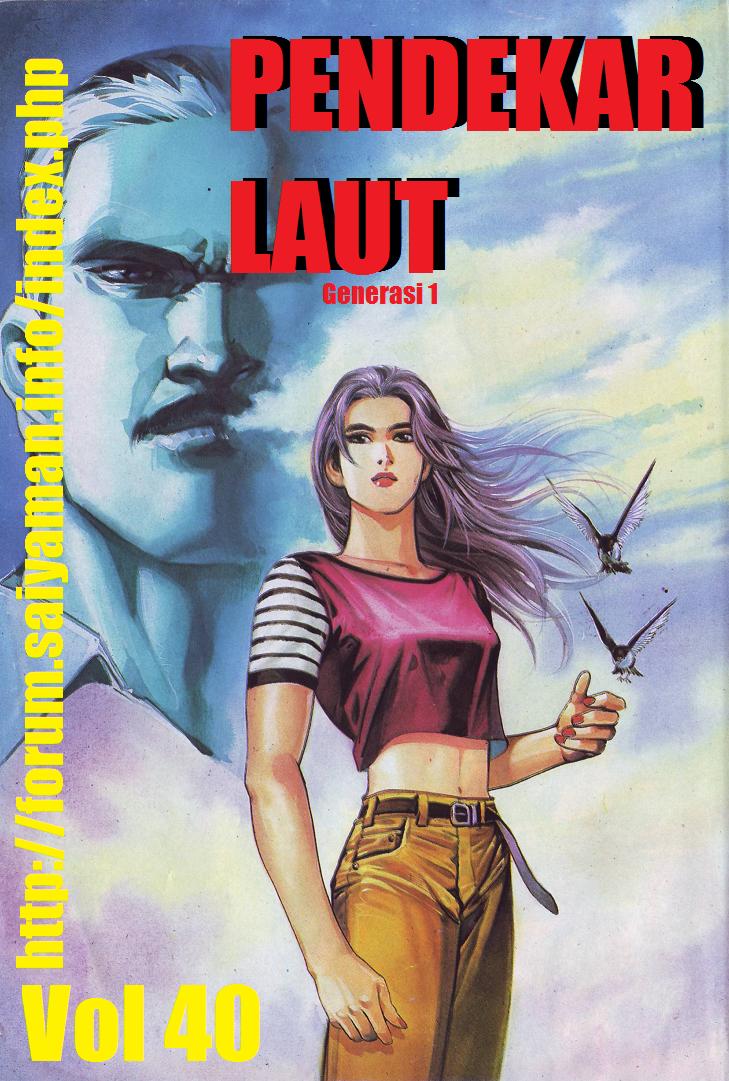 PENDEKAR
LAUT
Generasi 1
http://forum.saiyaman.info/index.php
Vol 40